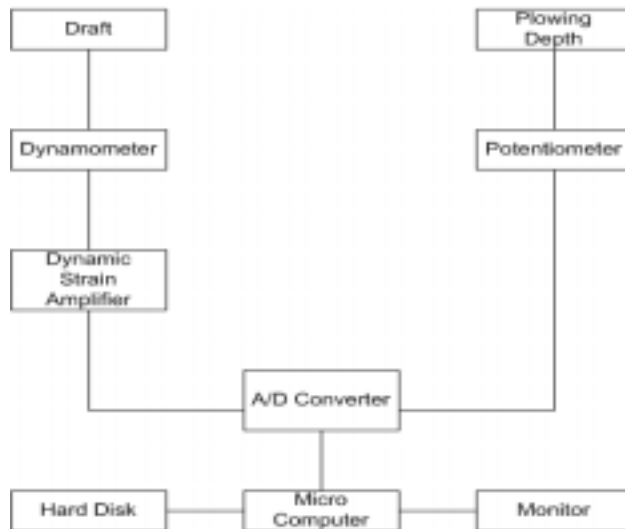 Draft
Plowing
Depth
Dynamometer
Potentiometer
Dynamic
Strain
Amplifier
A/D Converter
Hard Disk
Micro
Computer
Monitor